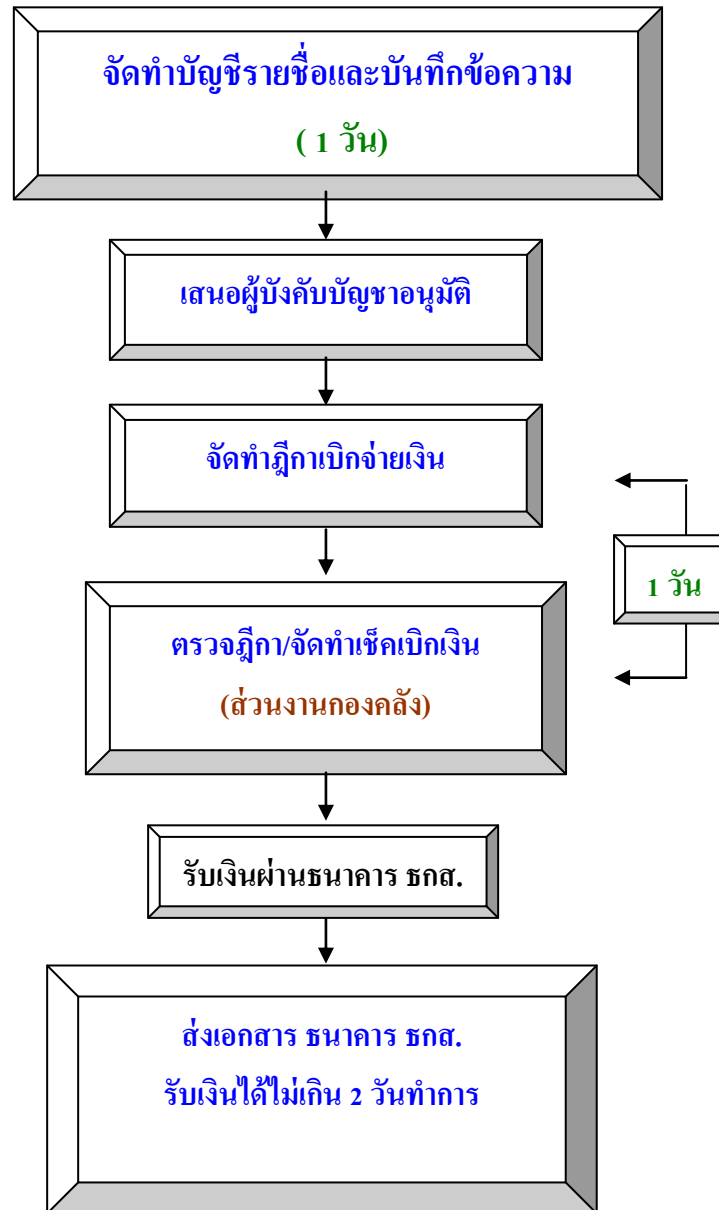 จัดทำบัญชีรายชื่อและบันทึกข้อความ
( 1 วัน)
เสนอผู้บังคับบัญชาอนุมัติ
จัดทำฎีกาเบิกจ่ายเงิน
1 วัน
ตรวจฎีกา/จัดทำเช็คเบิกเงิน
(ส่วนงานกองคลัง)
รับเงินผ่านธนาคาร ธกส.
ส่งเอกสาร ธนาคาร ธกส.
รับเงินได้ไม่เกิน 2 วันทำการ